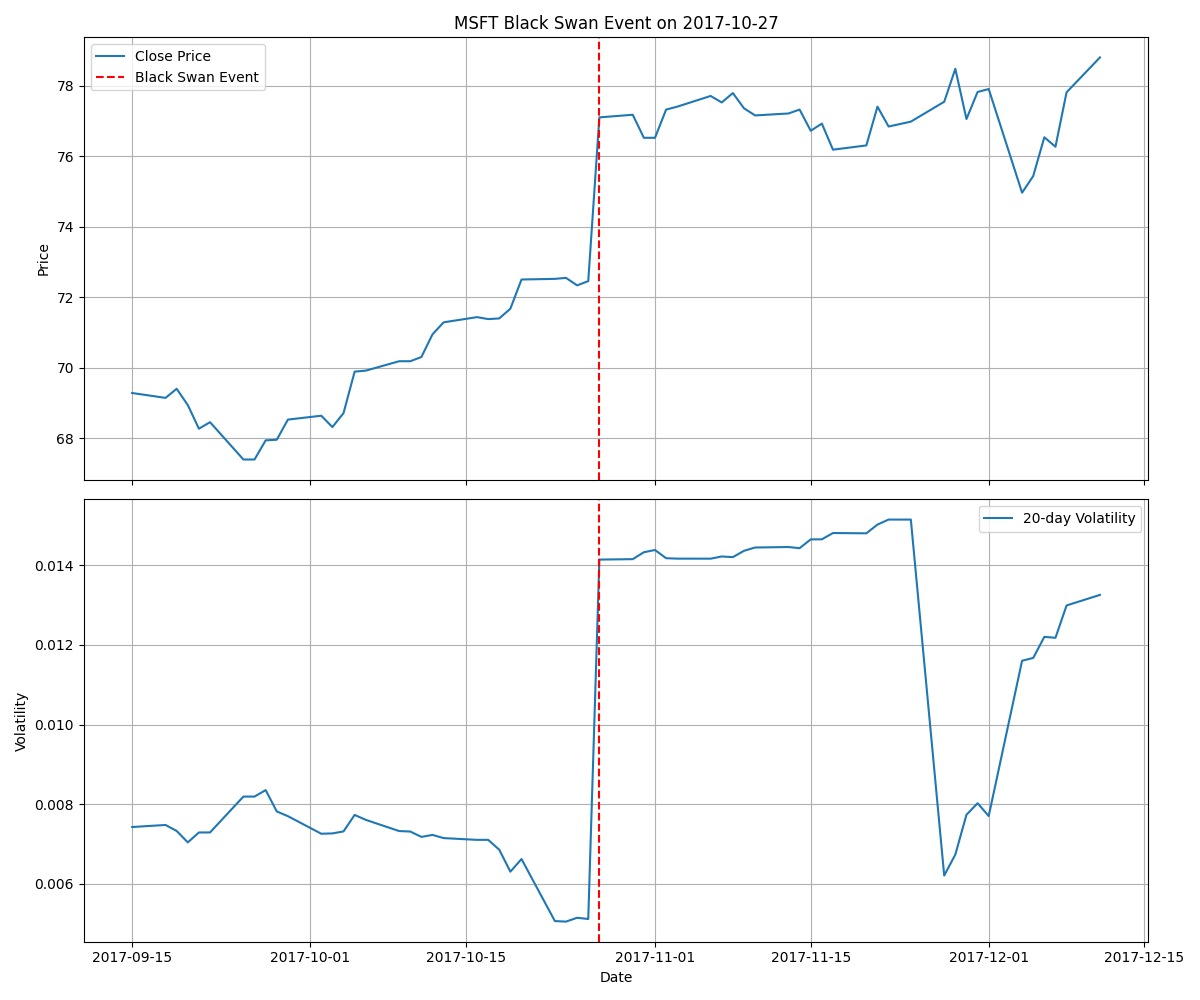 MSFT Black Swan Event on 2017-10-27
Close Price
Black Swan Event
78
76
74
72
70
68
Price
20-day Volatility
0.014
0.012
0.010
0.008
0.006
Volatility
2017-09-15 2017-10-01 2017-10-15 2017-11-01 2017-11-15 2017-12-01 2017-12-15
Date